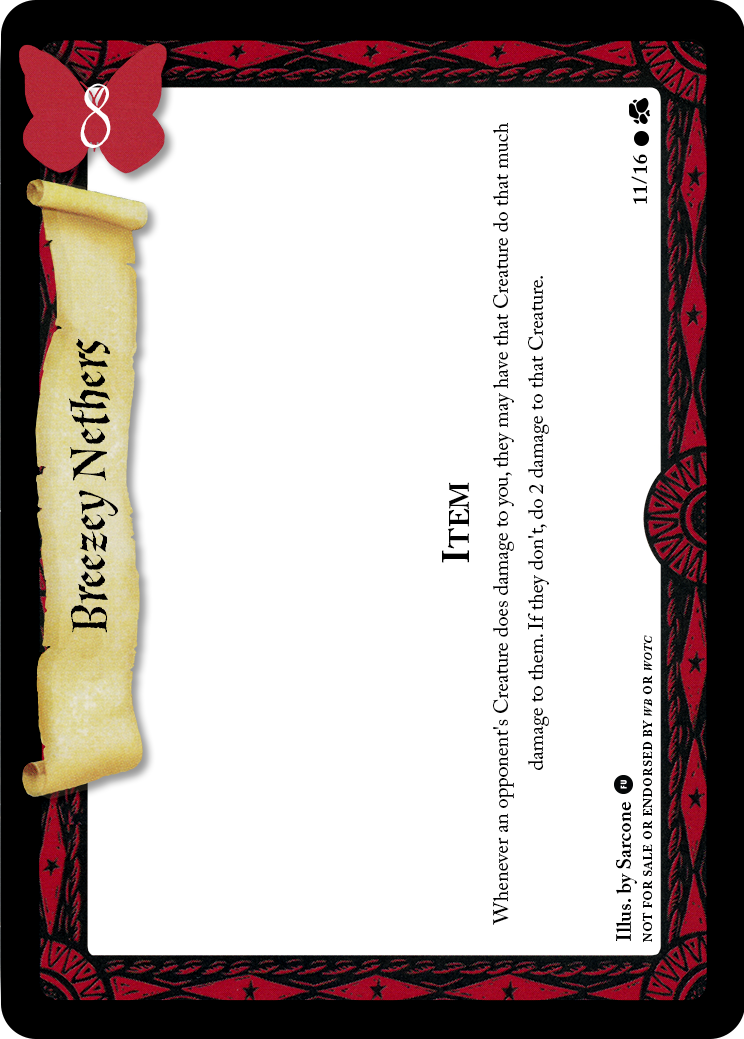 8
Breezey Nethers
ITEM
Whenever an opponent's Creature does damage to you, they may have that Creature do that much
damage to them. If they don't, do 2 damage to that Creature.
Illus. by Sarcone FU
NOT FOR SALE OR ENDORSED BY WB OR WOTC
11/16